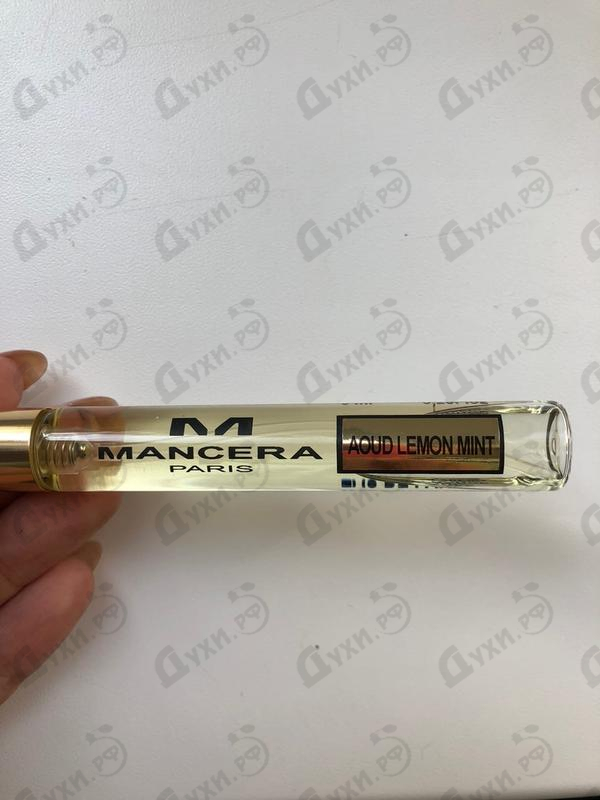 M
MANCERA
PARIS
AOUD LEMON MINT
Духи.рф